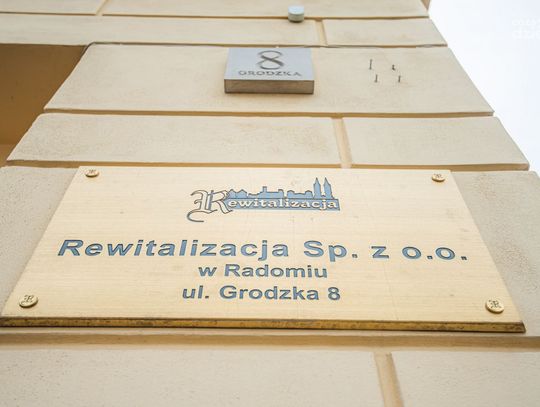 8
GRODZKA
Rewitalizacja
Rewitalizacja Sp. z o.o.
w Radomiu
ul. Grodzka 8